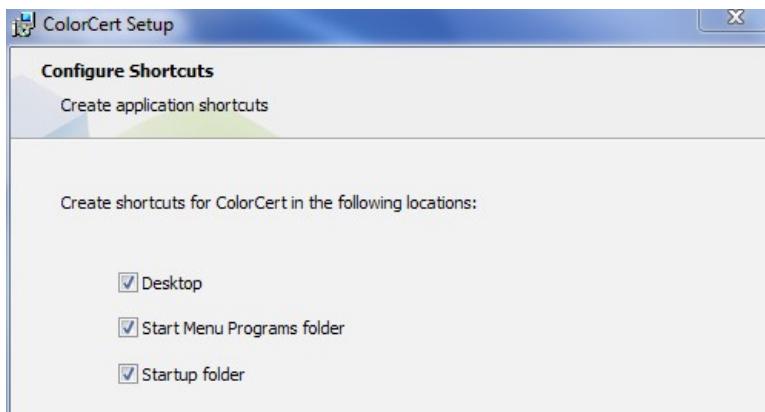 ColorCert Setup
Configure Shortcuts
Create application shortcuts
Create shortcuts for ColorCert in the following locations:
Desktop
Start Menu Programs folder
Startup folder